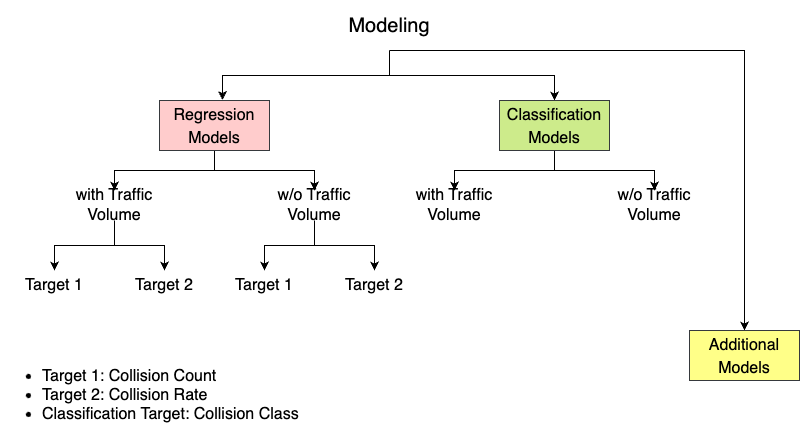 Modeling
Regression
Models
Classification
Models
with Traffic
Volume
w/o Traffic
Volume
with Traffic
Volume
w/o Traffic
Volume
Target 1
Target 2
Target 1
Target 2
Additional
Models
• Target 1: Collision Count
• Target 2: Collision Rate
• Classification Target: Collision Class